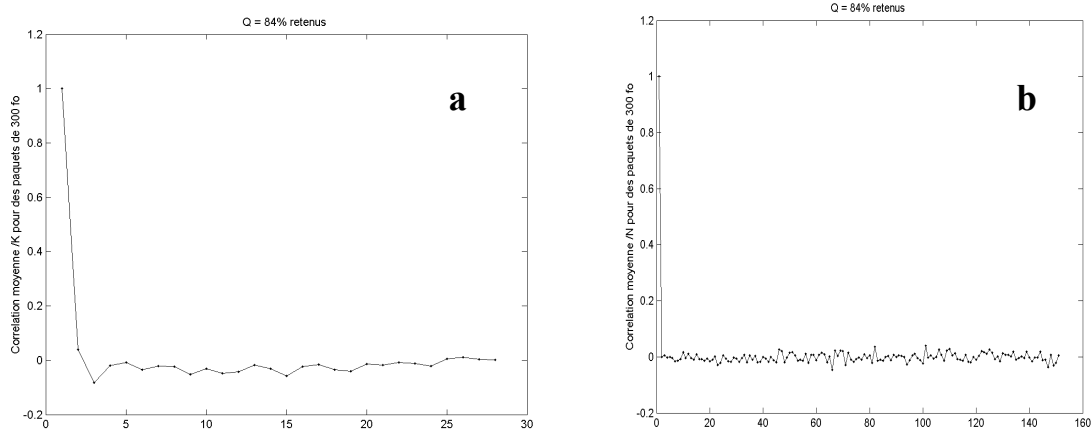 Q = 84% retenus
Correlation moyenne /K pour des paquets de 300 fo
1.2
1
0.8
0.6
0.4
0.2
0
-0.2
0 5 10 15 20 25 30
a
Q = 84% retenus
Correlation moyenne /N pour des paquets de 300 fo
1.2
1
0.8
0.6
0.4
0.2
0
-0.2
0 20 40 60 80 100 120 140 160
b